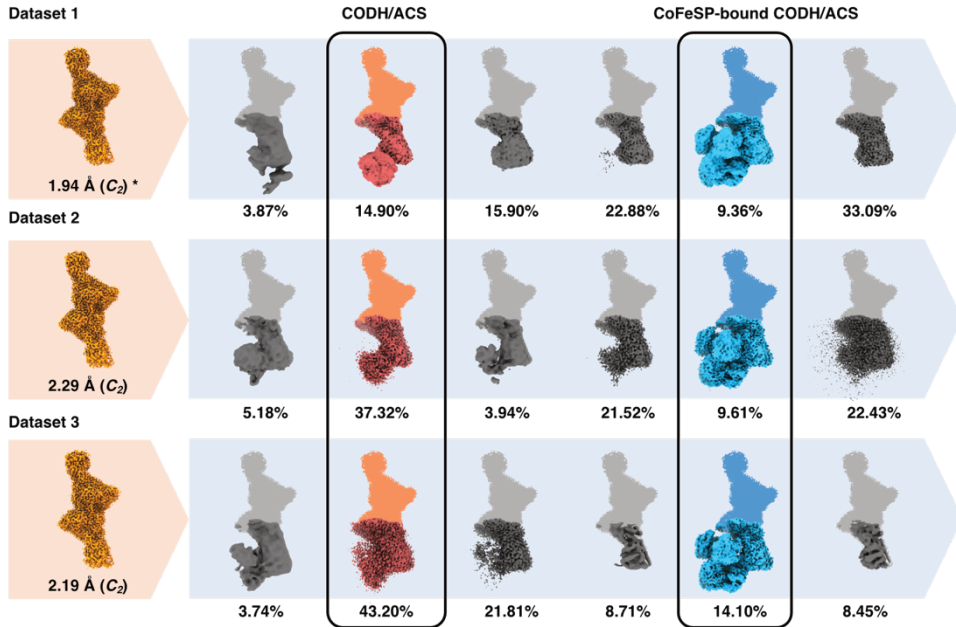 Dataset 1
CODH/ACS
CoFeSP-bound CODH/ACS
1.94 Å (C₂) *
3.87%
14.90%
15.90%
22.88%
9.36%
33.09%
Dataset 2
2.29 Å (C₂)
5.18%
37.32%
3.94%
21.52%
9.61%
22.43%
Dataset 3
2.19 Å (C₂)
3.74%
43.20%
21.81%
8.71%
14.10%
8.45%